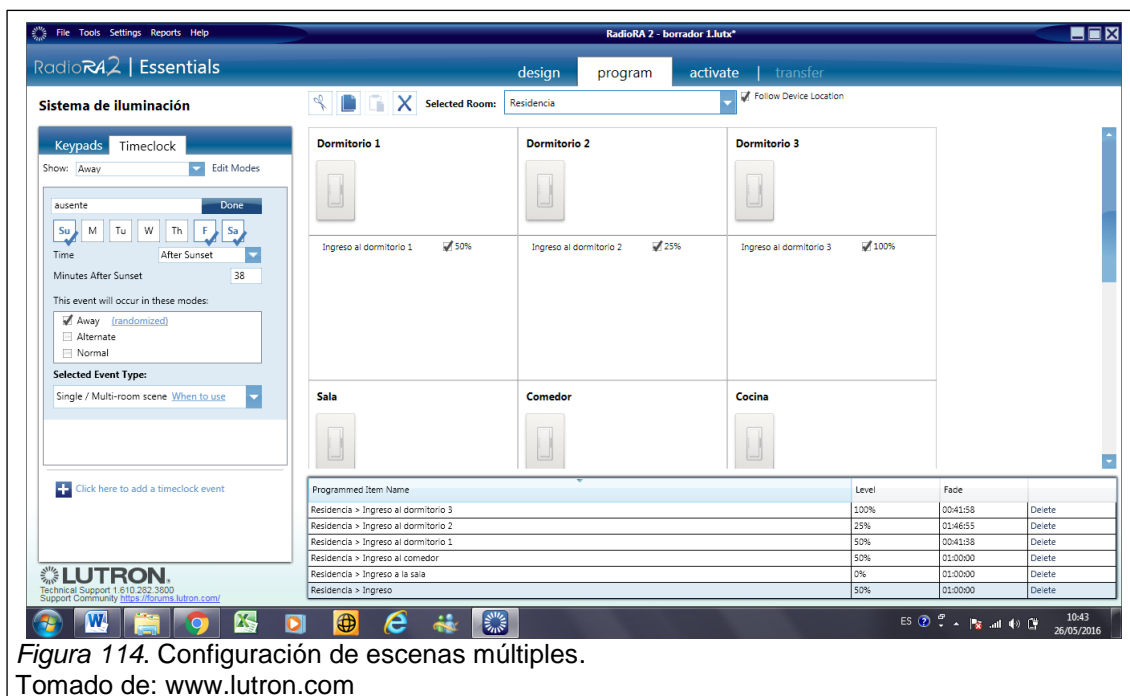 File Tools Settings Reports Help
RadioRA 2 - borrador 1.lutx*
RadioRA2 | Essentials
design program activate | transfer
Sistema de iluminación
Selected Room: Residencia Follow Device Location
Keypads Timeclock
Show: Away Edit Modes
ausente Done
Su M Tu W Th F Sa
Time After Sunset
Minutes After Sunset 38
This event will occur in these modes:
Away (randomized)
Alternate
Normal
Selected Event Type:
Single / Multi-room scene When to use
Click here to add a timeclock event
Dormitorio 1 Dormitorio 2 Dormitorio 3
Ingreso al dormitorio 1 50% Ingreso al dormitorio 2 25% Ingreso al dormitorio 3 100%
Sala Comedor Cocina
Programmed Item Name Level Fade
Residencia > Ingreso al dormitorio 3 100% 00:41:58 Delete
Residencia > Ingreso al dormitorio 2 25% 01:46:55 Delete
Residencia > Ingreso al dormitorio 1 50% 00:41:38 Delete
Residencia > Ingreso al comedor 50% 01:00:00 Delete
Residencia > Ingreso a la sala 0% 01:00:00 Delete
Residencia > Ingreso 50% 01:00:00 Delete
LUTRON.
Technical Support 1.610.282.3800
Support Community https://forums.lutron.com/
ES 10:43
26/05/2016
Figura 114. Configuración de escenas múltiples.
Tomado de: www.lutron.com